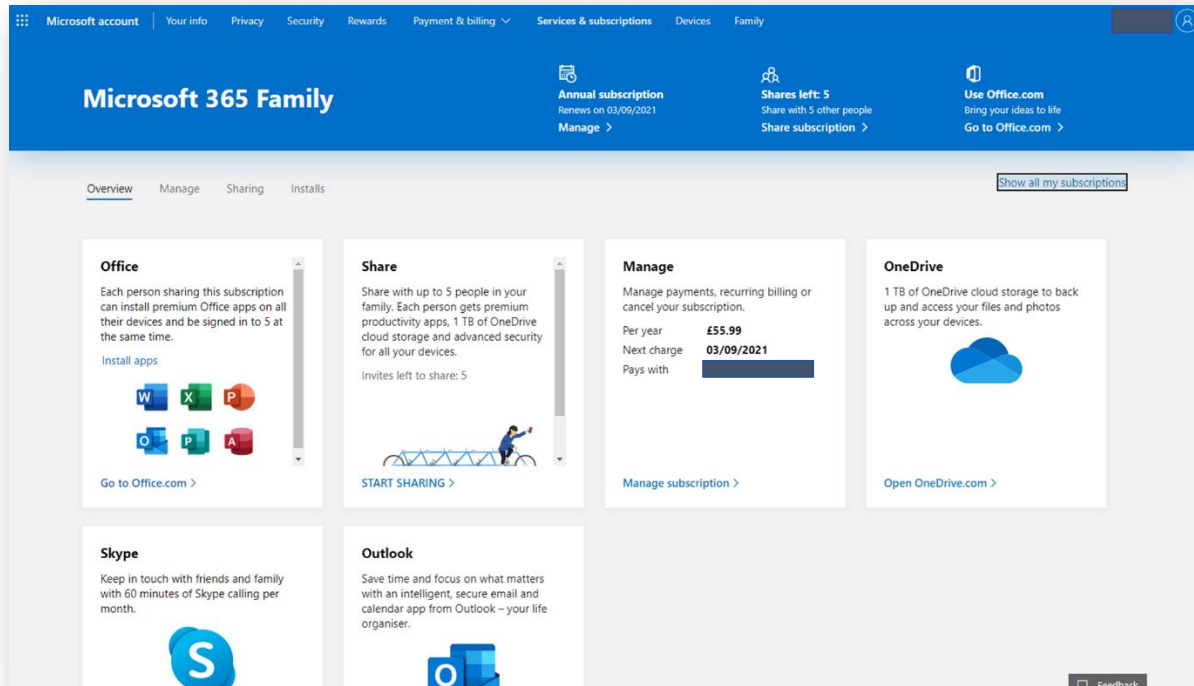 Microsoft account
Your info
Privacy
Security
Rewards
Payment & billing
Services & subscriptions
Devices
Family
Microsoft 365 Family
Annual subscription
Renews on 03/09/2021
Manage >
Shares left: 5
Share with 5 other people
Share subscription >
Use Office.com
Bring your ideas to life
Go to Office.com >
Overview
Manage
Sharing
Installs
Show all my subscriptions
Office
Each person sharing this subscription
can install premium Office apps on all
their devices and be signed in to 5 at
the same time.
Install apps
W X P
O P A
Go to Office.com >
Share
Share with up to 5 people in your
family. Each person gets premium
productivity apps, 1 TB of OneDrive
cloud storage and advanced security
for all your devices.
Invites left to share: 5
START SHARING >
Manage
Manage payments, recurring billing or
cancel your subscription.
Per year £55.99
Next charge 03/09/2021
Pays with
Manage subscription >
OneDrive
1 TB of OneDrive cloud storage to back
up and access your files and photos
across your devices.
Open OneDrive.com >
Skype
Keep in touch with friends and family
with 60 minutes of Skype calling per
month.
S
Outlook
Save time and focus on what matters
with an intelligent, secure email and
calendar app from Outlook – your life
organiser.
O
Feedback